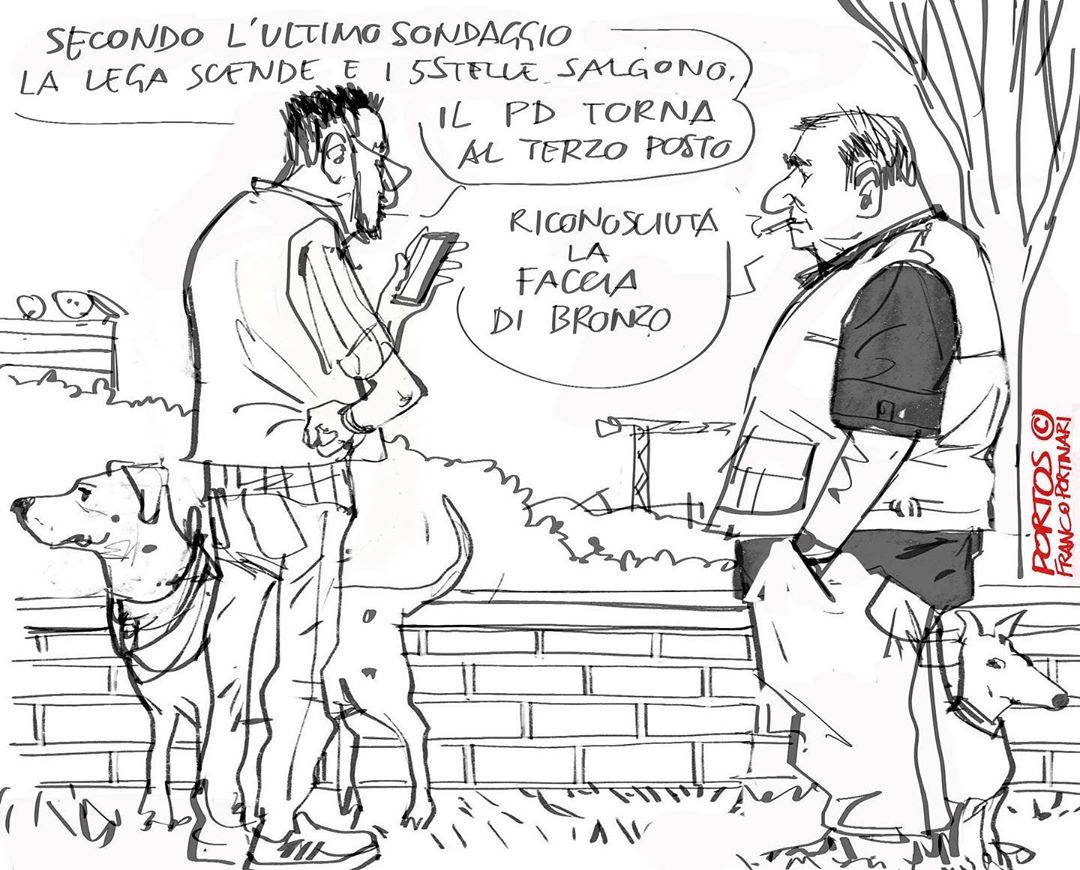 SECONDO L'ULTIMO SONDAGGIO
LA LEGA SCENDE E I 5STELLE SALGONO.
IL PD TORNA
AL TERZO POSTO
RICONOSCIUTA
LA
FACCIA
DI BRONZO
PORTOS ©
FRANCO PORTINARI